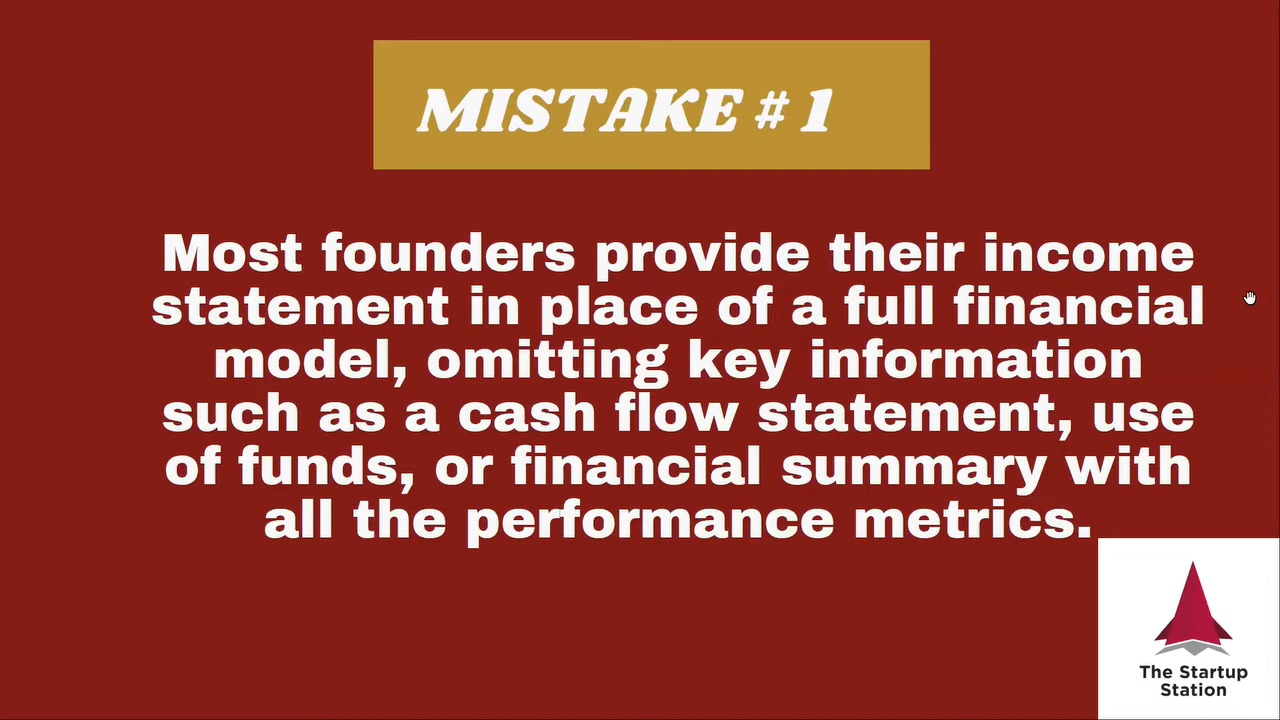 MISTAKE # 1
Most founders provide their income
statement in place of a full financial
model, omitting key information
such as a cash flow statement, use
of funds, or financial summary with
all the performance metrics.
The Startup
Station